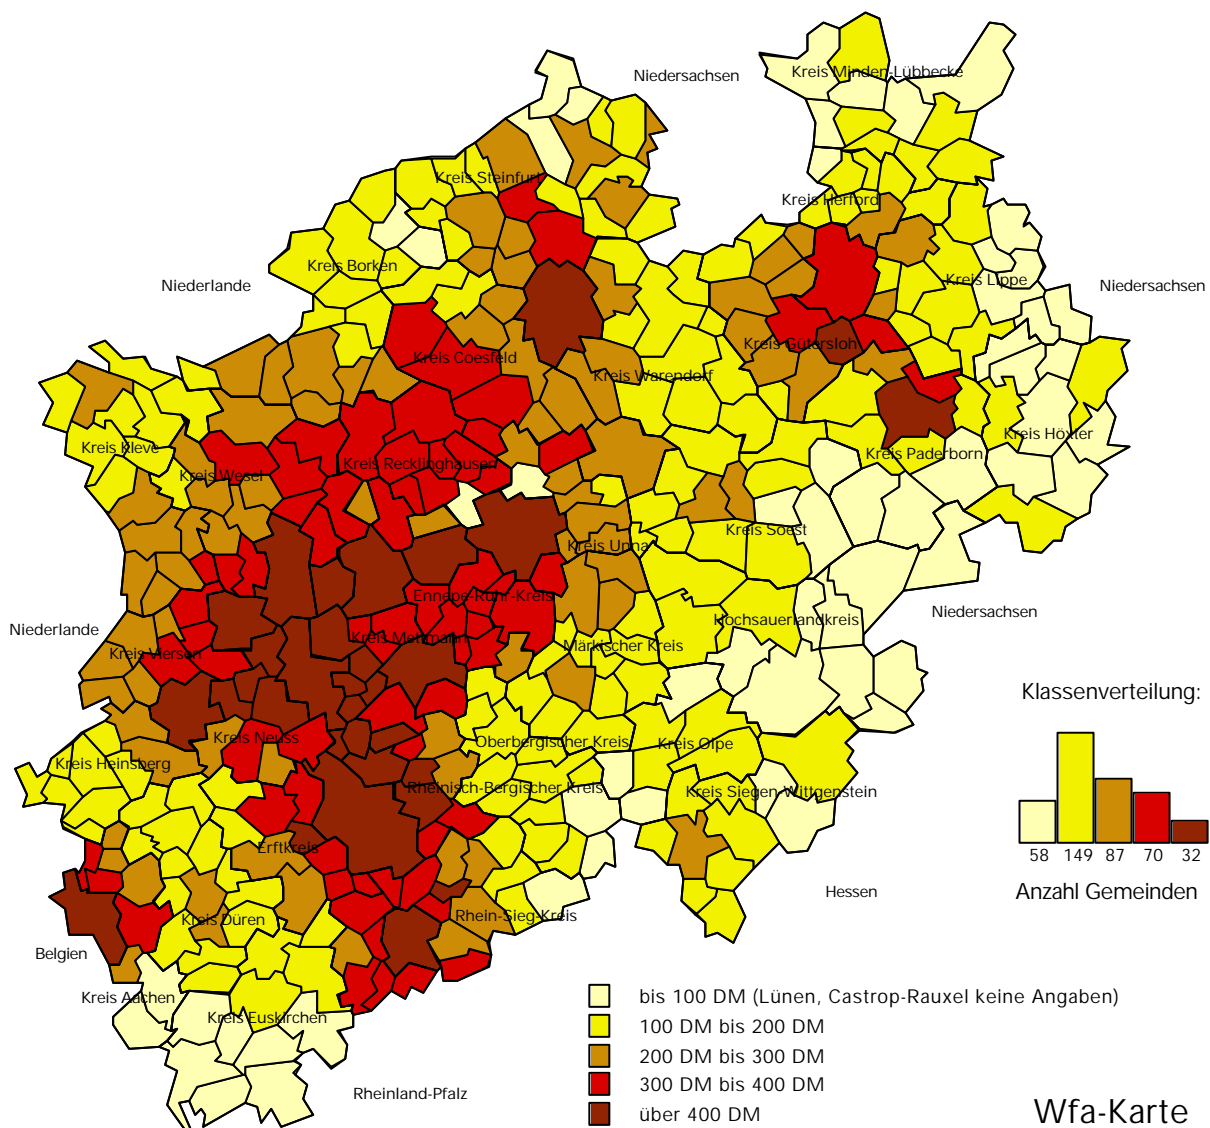 Niedersachsen
Kreis Minden-Lübbecke
Kreis Steinfurt
Kreis Herford
Kreis Borken
Niederlande
Kreis Lippe
Niedersachsen
Kreis Coesfeld
Kreis Gütersloh
Kreis Warendorf
Kreis Kleve
Kreis Wesel
Kreis Recklinghausen
Kreis Paderborn
Kreis Höxter
Kreis Unna
Kreis Soest
Ennepe-Ruhr-Kreis
Niedersachsen
Niederlande
Kreis Viersen
Kreis Mettmann
Märkischer Kreis
Hochsauerlandkreis
Klassenverteilung:
Kreis Neuss
Oberbergischer Kreis
Kreis Olpe
Kreis Heinsberg
Rheinisch-Bergischer Kreis
Kreis Siegen-Wittgenstein
Erftkreis
58 149 87 70 32
Anzahl Gemeinden
Hessen
Kreis Düren
Rhein-Sieg-Kreis
Belgien
Kreis Aachen
Kreis Euskirchen
Rheinland-Pfalz
bis 100 DM (Lünen, Castrop-Rauxel keine Angaben)
100 DM bis 200 DM
200 DM bis 300 DM
300 DM bis 400 DM
über 400 DM
Wfa-Karte